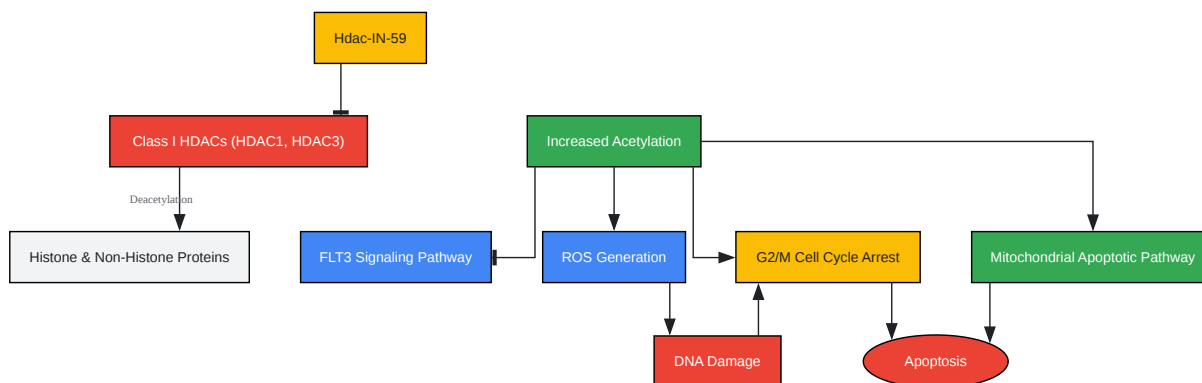 Hdac-IN-59
Class I HDACs (HDAC1, HDAC3)
Increased Acetylation
Deacetylation
Histone & Non-Histone Proteins
FLT3 Signaling Pathway
ROS Generation
G2/M Cell Cycle Arrest
Mitochondrial Apoptotic Pathway
DNA Damage
Apoptosis